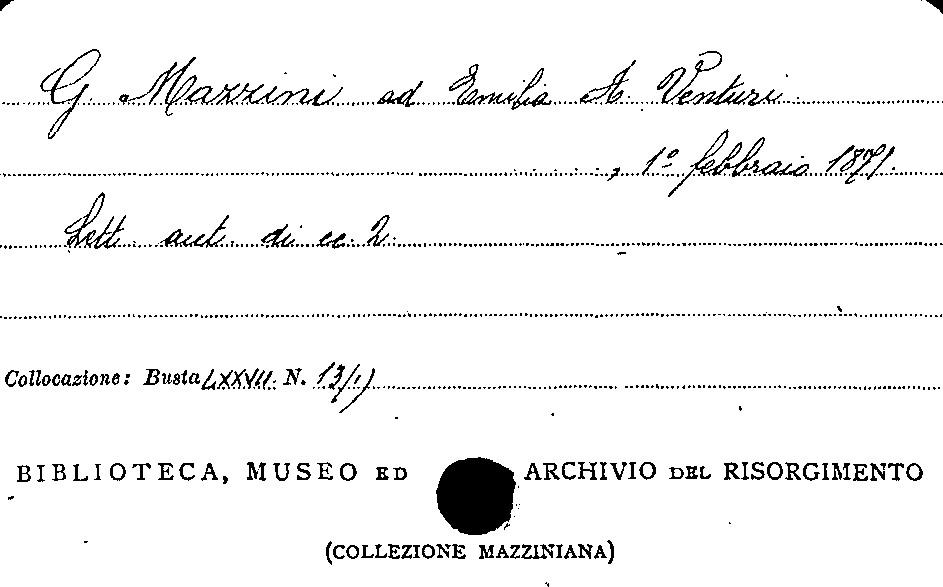 G. Mazzini ad Emilia A. Venturi.
, 1º febbraio 1871.
Lett. aut. di cc. 2.
Collocazione: Busta LXXVII. N. 13/1)
BIBLIOTECA, MUSEO ED ARCHIVIO DEL RISORGIMENTO
(COLLEZIONE MAZZINIANA)